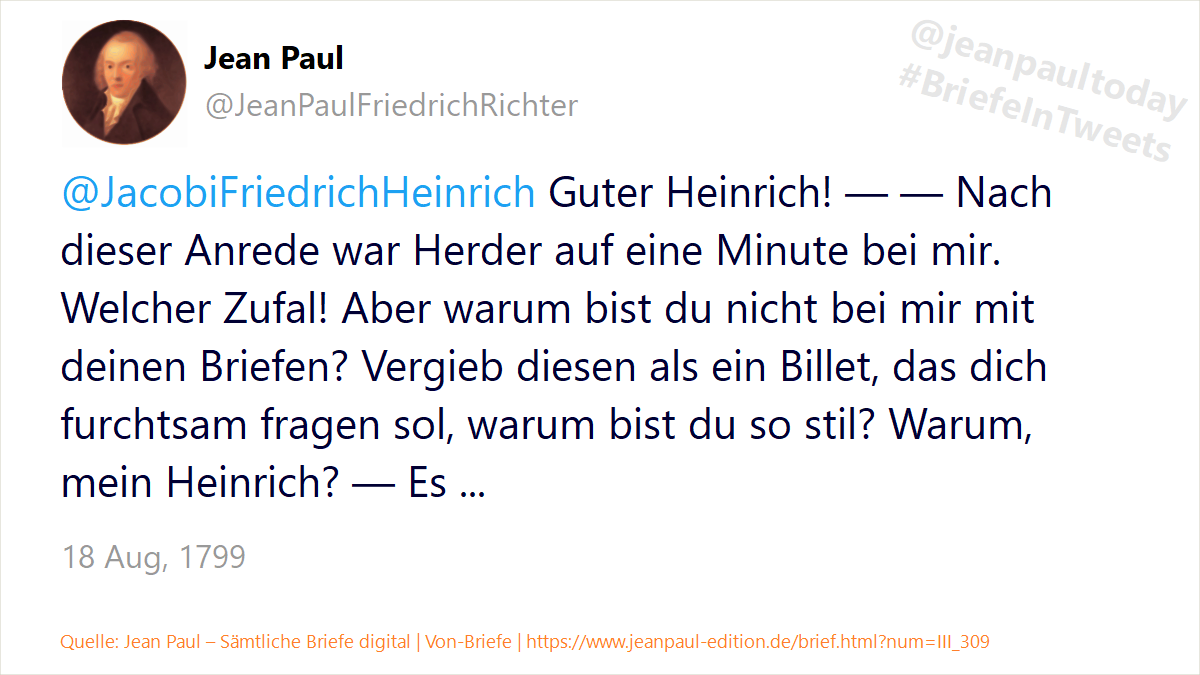 Jean Paul
@JeanPaulFriedrichRichter
@jeanpaultoday
#BriefeInTweets
@JacobiFriedrichHeinrich Guter Heinrich! — — Nach
dieser Anrede war Herder auf eine Minute bei mir.
Welcher Zufal! Aber warum bist du nicht bei mir mit
deinen Briefen? Vergieb diesen als ein Billet, das dich
furchtsam fragen sol, warum bist du so stil? Warum,
mein Heinrich? — Es ...
18 Aug, 1799
Quelle: Jean Paul – Sämtliche Briefe digital | Von-Briefe | https://www.jeanpaul-edition.de/brief.html?num=III_309